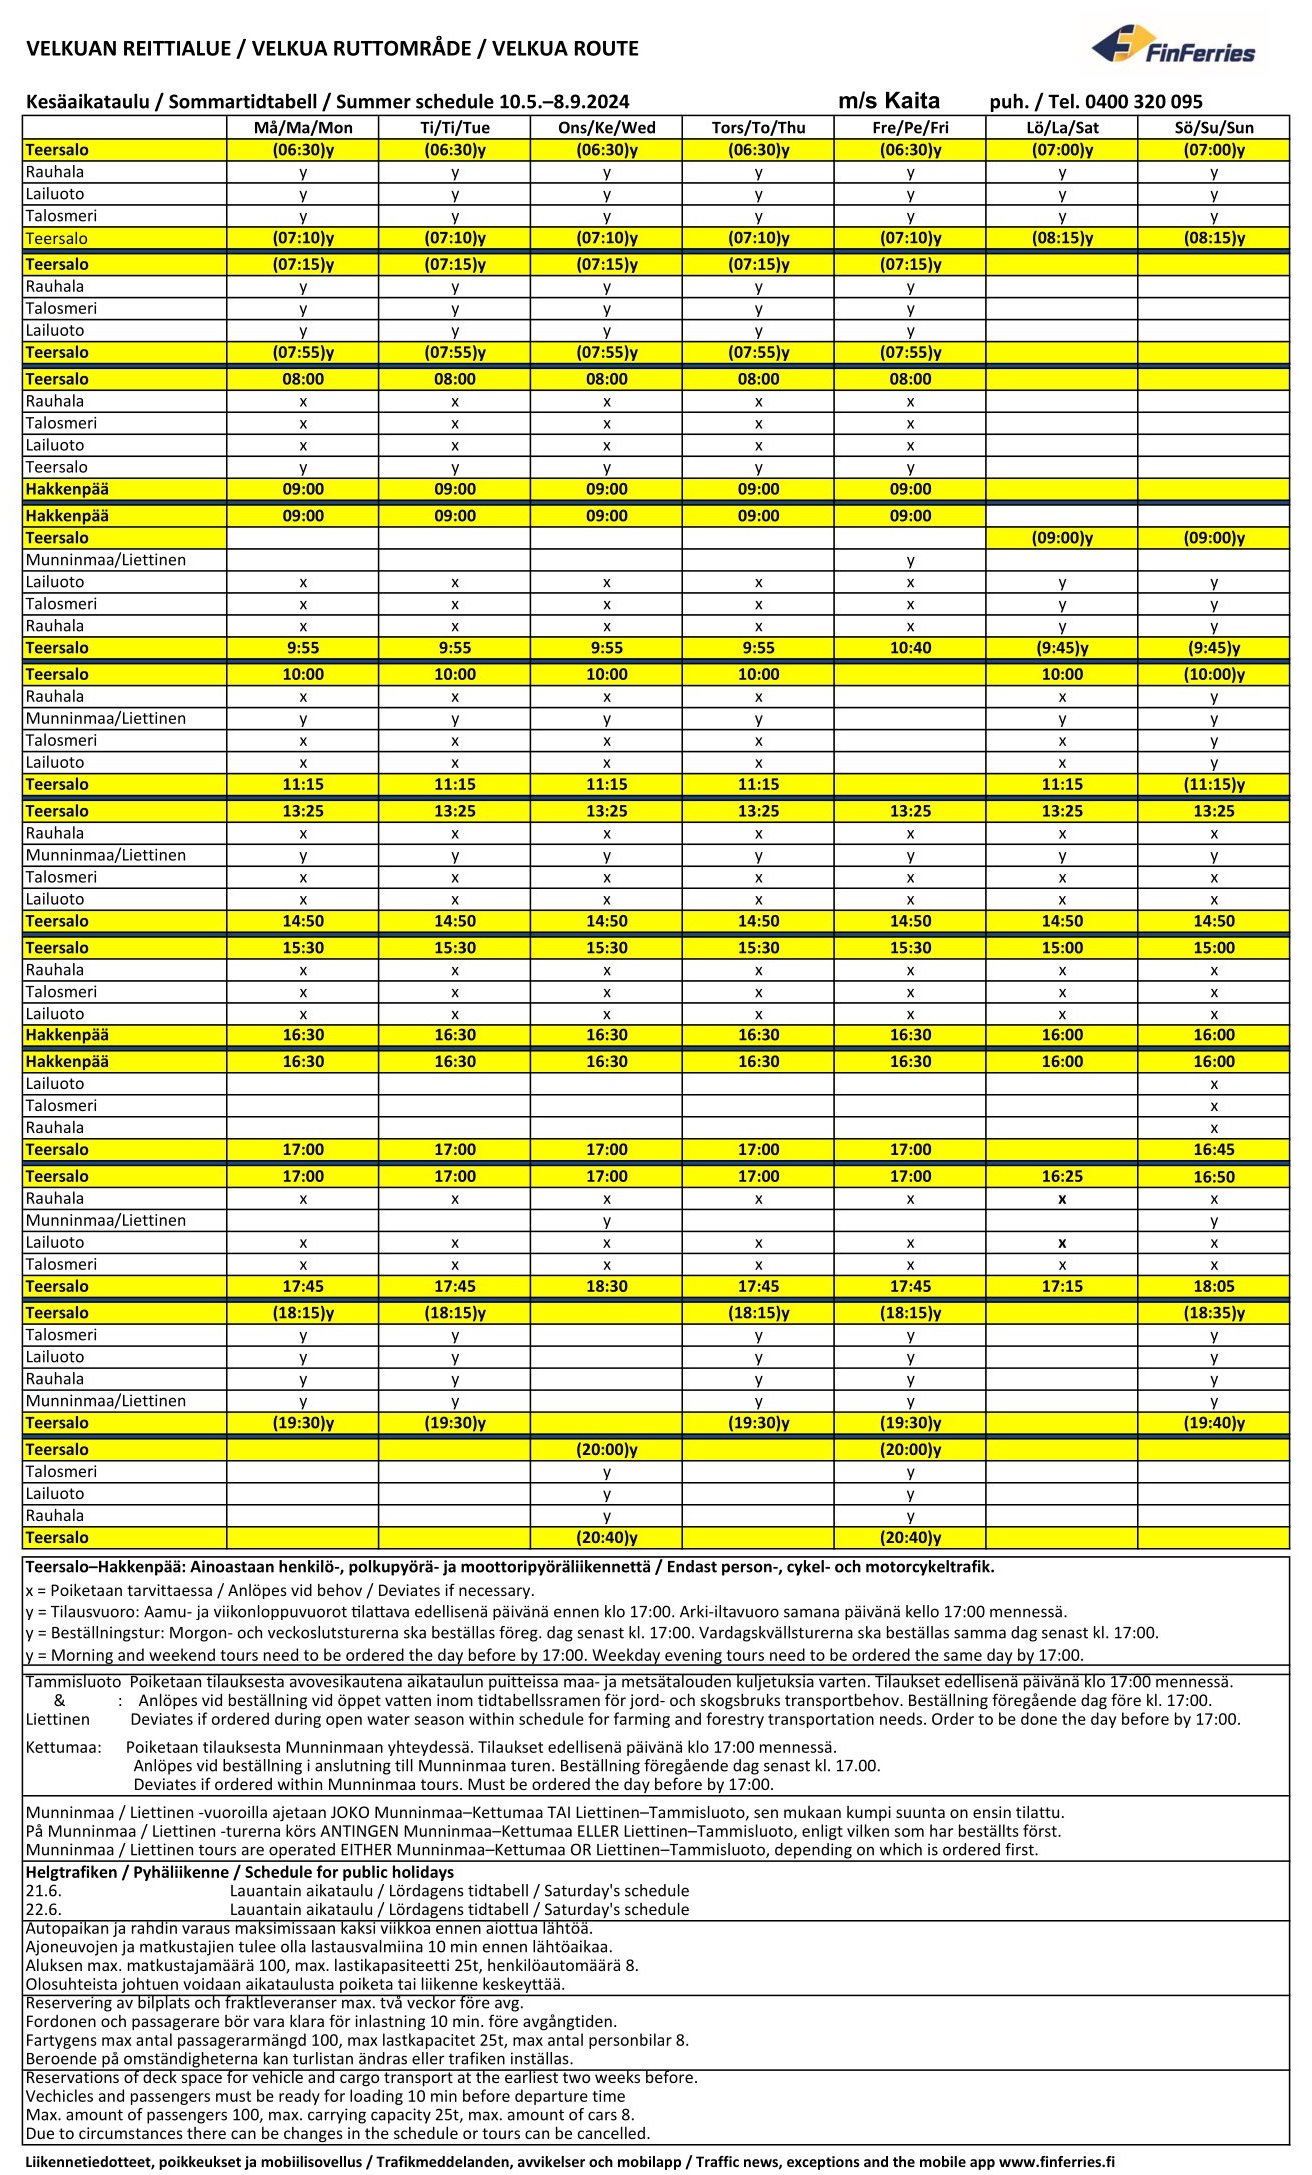 VELKUAN REITTIALUE / VELKUA RUTTOMRÅDE / VELKUA ROUTE
FinFerries
Kesäaikataulu / Sommartidtabell / Summer schedule 10.5.–8.9.2024 m/s Kaita puh. / Tel. 0400 320 095
Må/Ma/Mon Ti/Ti/Tue Ons/Ke/Wed Tors/To/Thu Fre/Pe/Fri Lö/La/Sat Sö/Su/Sun
Teersalo (06:30)y (06:30)y (06:30)y (06:30)y (06:30)y (07:00)y (07:00)y
Rauhala y y y y y y y
Lailuoto y y y y y y y
Talosmeri y y y y y y y
Teersalo (07:10)y (07:10)y (07:10)y (07:10)y (07:10)y (08:15)y (08:15)y
Teersalo (07:15)y (07:15)y (07:15)y (07:15)y (07:15)y
Rauhala y y y y y
Talosmeri y y y y y
Lailuoto y y y y y
Teersalo (07:55)y (07:55)y (07:55)y (07:55)y (07:55)y
Teersalo 08:00 08:00 08:00 08:00 08:00
Rauhala x x x x x
Talosmeri x x x x x
Lailuoto x x x x x
Teersalo y y y y y
Hakkenpää 09:00 09:00 09:00 09:00 09:00
Hakkenpää 09:00 09:00 09:00 09:00 09:00
Teersalo (09:00)y (09:00)y
Munninmaa/Liettinen y
Lailuoto x x x x x y y
Talosmeri x x x x x y y
Rauhala x x x x x y y
Teersalo 9:55 9:55 9:55 9:55 10:40 (9:45)y (9:45)y
Teersalo 10:00 10:00 10:00 10:00 10:00 (10:00)y
Rauhala x x x x x y
Munninmaa/Liettinen y y y y y y
Talosmeri x x x x x y
Lailuoto x x x x x y
Teersalo 11:15 11:15 11:15 11:15 11:15 (11:15)y
Teersalo 13:25 13:25 13:25 13:25 13:25 13:25 13:25
Rauhala x x x x x x x
Munninmaa/Liettinen y y y y y y y
Talosmeri x x x x x x x
Lailuoto x x x x x x x
Teersalo 14:50 14:50 14:50 14:50 14:50 14:50 14:50
Teersalo 15:30 15:30 15:30 15:30 15:30 15:00 15:00
Rauhala x x x x x x x
Talosmeri x x x x x x x
Lailuoto x x x x x x x
Hakkenpää 16:30 16:30 16:30 16:30 16:30 16:00 16:00
Hakkenpää 16:30 16:30 16:30 16:30 16:30 16:00 16:00
Lailuoto x
Talosmeri x
Rauhala x
Teersalo 17:00 17:00 17:00 17:00 17:00 16:45
Teersalo 17:00 17:00 17:00 17:00 17:00 16:25 16:50
Rauhala x x x x x x x
Munninmaa/Liettinen y y
Lailuoto x x x x x x x
Talosmeri x x x x x x x
Teersalo 17:45 17:45 18:30 17:45 17:45 17:15 18:05
Teersalo (18:15)y (18:15)y (18:15)y (18:15)y (18:35)y
Talosmeri y y y y y
Lailuoto y y y y y
Rauhala y y y y y
Munninmaa/Liettinen y y y y y
Teersalo (19:30)y (19:30)y (19:30)y (19:30)y (19:40)y
Teersalo (20:00)y (20:00)y
Talosmeri y y
Lailuoto y y
Rauhala y y
Teersalo (20:40)y (20:40)y
Teersalo–Hakkenpää: Ainoastaan henkilö-, polkupyörä- ja moottoripyöräliikennettä / Endast person-, cykel- och motorcykeltrafik.
x = Poiketaan tarvittaessa / Anlöpes vid behov / Deviates if necessary.
y = Tilausvuoro: Aamu- ja viikonloppuvuorot tilattava edellisenä päivänä ennen klo 17:00. Arki-iltavuoro samana päivänä kello 17:00 mennessä.
y = Beställningstur: Morgon- och veckoslutsturerna ska beställas föreg. dag senast kl. 17:00. Vardagskvällsturerna ska beställas samma dag senast kl. 17:00.
y = Morning and weekend tours need to be ordered the day before by 17:00. Weekday evening tours need to be ordered the same day by 17:00.
Tammisluoto Poiketaan tilauksesta avovesikautena aikataulun puitteissa maa- ja metsätalouden kuljetuksia varten. Tilaukset edellisenä päivänä klo 17:00 mennessä.
& : Anlöpes vid beställning vid öppet vatten inom tidtabellssramen för jord- och skogsbruks transportbehov. Beställning föregående dag före kl. 17:00.
Liettinen Deviates if ordered during open water season within schedule for farming and forestry transportation needs. Order to be done the day before by 17:00.
Kettumaa: Poiketaan tilauksesta Munninmaan yhteydessä. Tilaukset edellisenä päivänä klo 17:00 mennessä.
Anlöpes vid beställning i anslutning till Munninmaa turen. Beställning föregående dag senast kl. 17.00.
Deviates if ordered within Munninmaa tours. Must be ordered the day before by 17:00.
Munninmaa / Liettinen -vuoroilla ajetaan JOKO Munninmaa–Kettumaa TAI Liettinen–Tammisluoto, sen mukaan kumpi suunta on ensin tilattu.
På Munninmaa / Liettinen -turerna körs ANTINGEN Munninmaa–Kettumaa ELLER Liettinen–Tammisluoto, enligt vilken som har beställts först.
Munninmaa / Liettinen tours are operated EITHER Munninmaa–Kettumaa OR Liettinen–Tammisluoto, depending on which is ordered first.
Helgtrafiken / Pyhäliikenne / Schedule for public holidays
21.6. Lauantain aikataulu / Lördagens tidtabell / Saturday's schedule
22.6. Lauantain aikataulu / Lördagens tidtabell / Saturday's schedule
Autopaikan ja rahdin varaus maksimissaan kaksi viikkoa ennen aiottua lähtöä.
Ajoneuvojen ja matkustajien tulee olla lastausvalmiina 10 min ennen lähtöaikaa.
Aluksen max. matkustajamäärä 100, max. lastikapasiteetti 25t, henkilöautomäärä 8.
Olosuhteista johtuen voidaan aikataulusta poiketa tai liikenne keskeyttää.
Reservering av bilplats och fraktleveranser max. två veckor före avg.
Fordonen och passagerare bör vara klara för inlastning 10 min. före avgångtiden.
Fartygens max antal passagerarmängd 100, max lastkapacitet 25t, max antal personbilar 8.
Beroende på omständigheterna kan turlistan ändras eller trafiken inställas.
Reservations of deck space for vehicle and cargo transport at the earliest two weeks before.
Vechicles and passengers must be ready for loading 10 min before departure time
Max. amount of passengers 100, max. carrying capacity 25t, max. amount of cars 8.
Due to circumstances there can be changes in the schedule or tours can be cancelled.
Liikennetiedotteet, poikkeukset ja mobiilisovellus / Trafikmeddelanden, avvikelser och mobilapp / Traffic news, exceptions and the mobile app www.finferries.fi